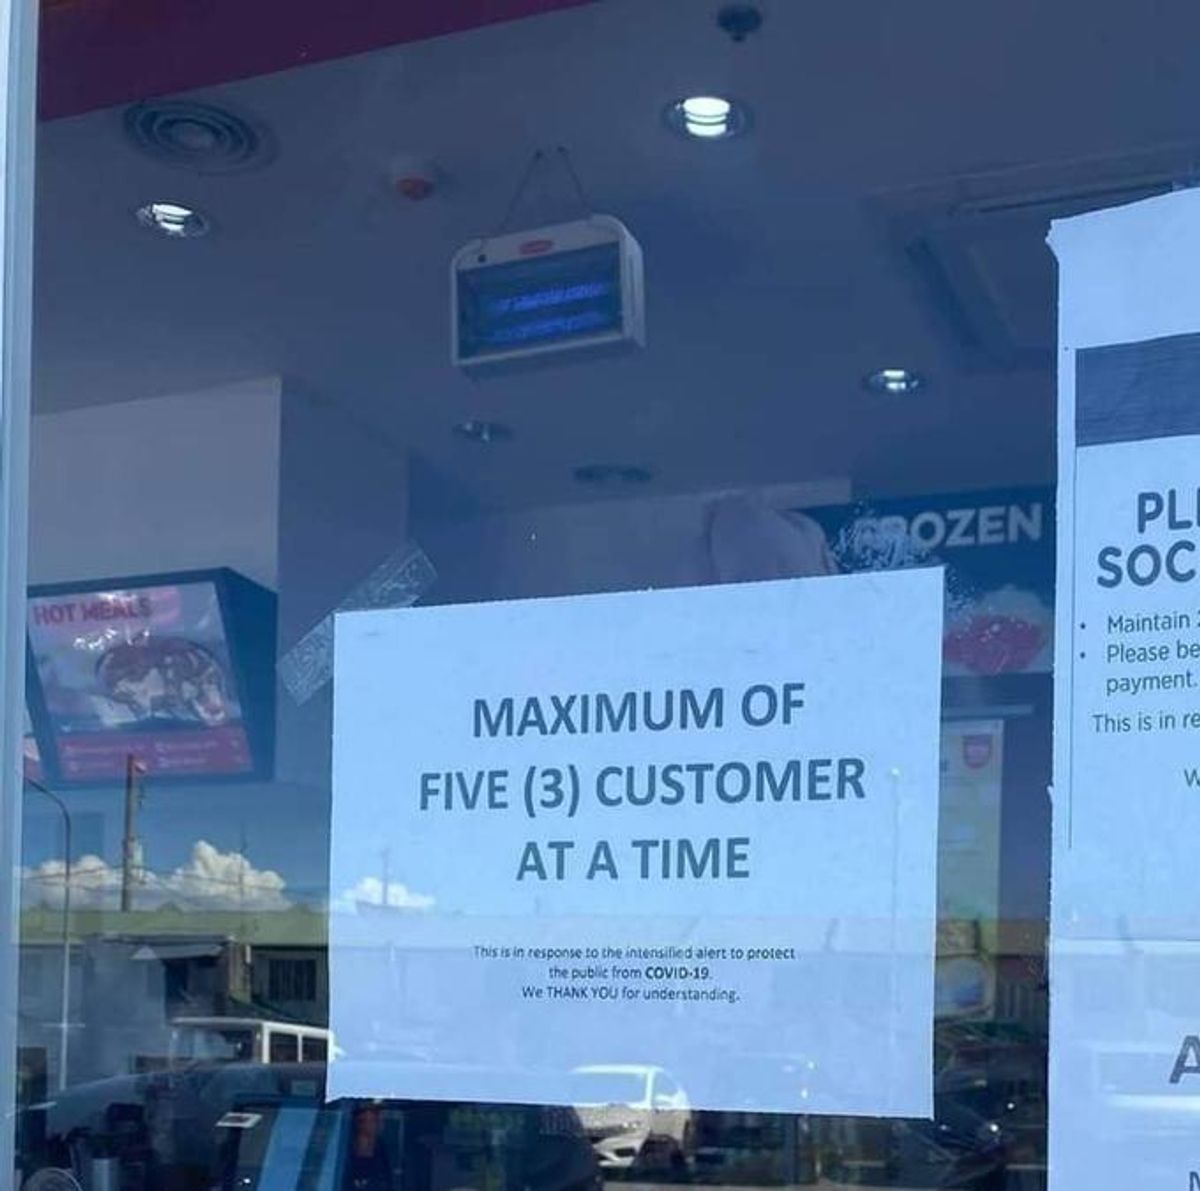 HOT MEALS
FROZEN
MAXIMUM OF
FIVE (3) CUSTOMER
AT A TIME
This is in response to the intensified alert to protect
the public from COVID-19.
We THANK YOU for understanding.
PL
SOC
• Maintain
• Please be
payment.
This is in re
W
A